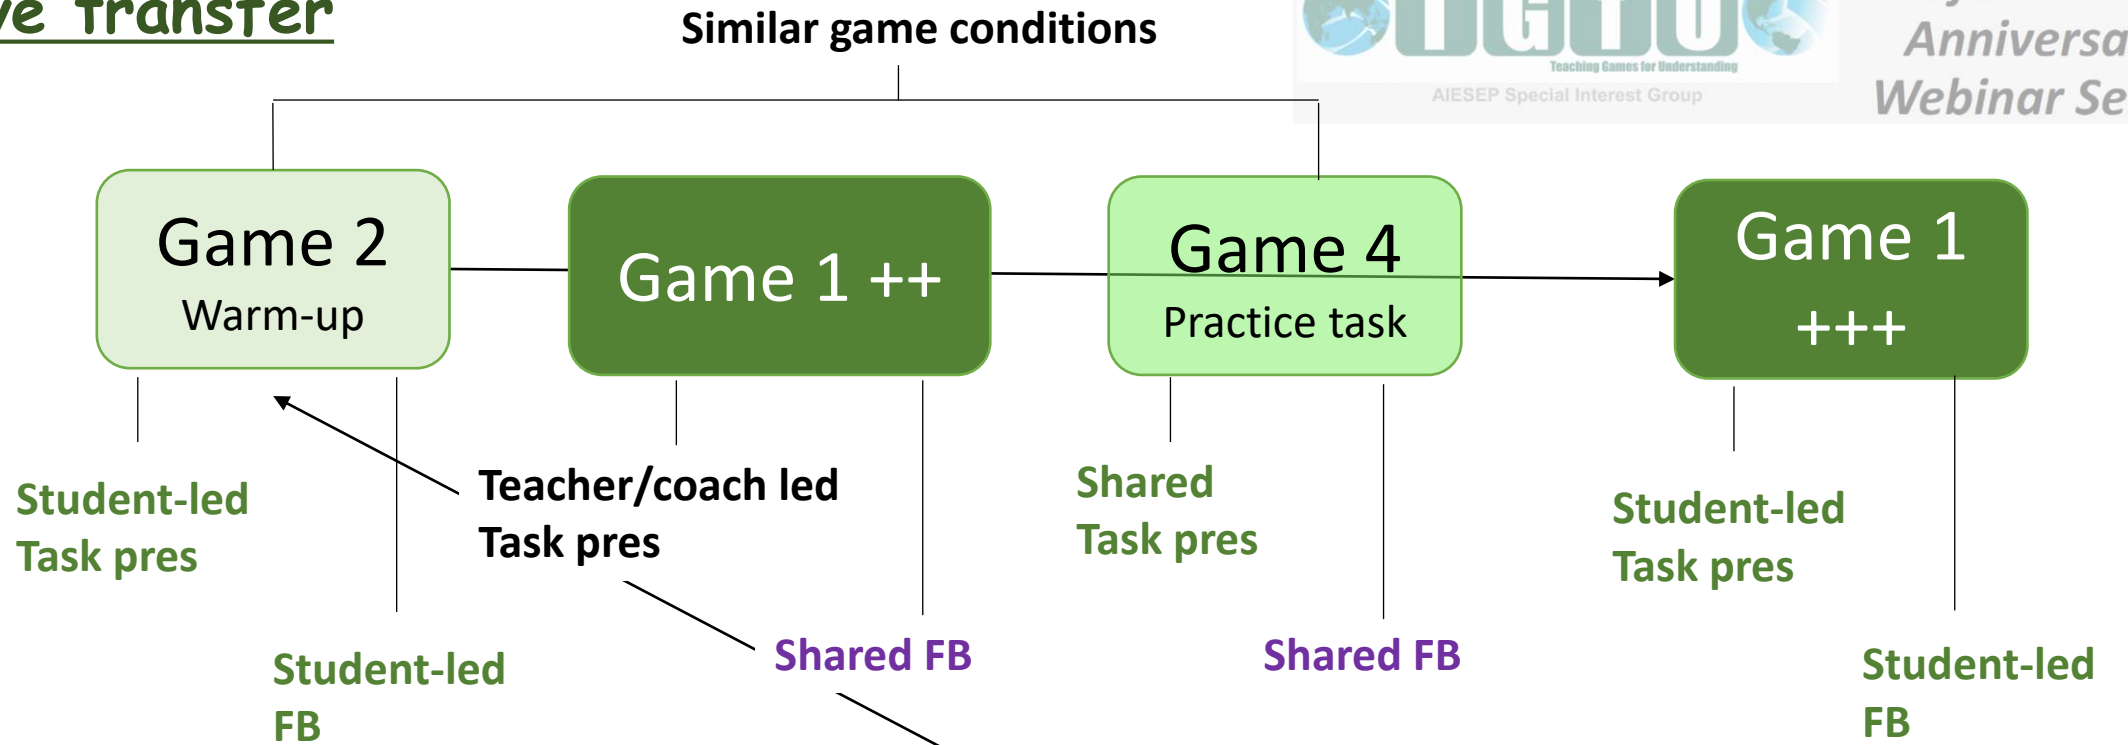 ve transfer
Similar game conditions
TGfU
Teaching Games for Understanding
AIESEP Special Interest Group
Anniversa
Webinar Se
Game 2
Warm-up
Game 1 ++
Game 4
Practice task
Game 1
+++
Student-led
Task pres
Teacher/coach led
Task pres
Shared
Task pres
Student-led
Task pres
Student-led
FB
Shared FB
Shared FB
Student-led
FB